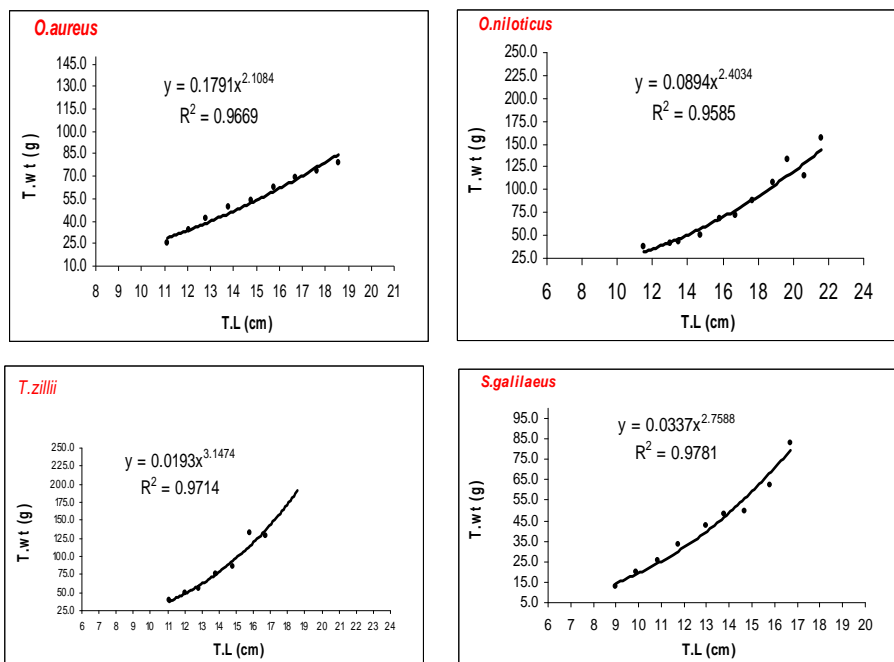 O.aureus
y = 0.1791x^2.1084
R² = 0.9669
T.wt (g)
145.0
130.0
115.0
100.0
85.0
70.0
55.0
40.0
25.0
10.0
8 9 10 11 12 13 14 15 16 17 18 19 20 21
T.L (cm)
O.niloticus
y = 0.0894x^2.4034
R² = 0.9585
T.wt (g)
250.0
225.0
200.0
175.0
150.0
125.0
100.0
75.0
50.0
25.0
6 8 10 12 14 16 18 20 22 24
T.L (cm)
T.zillii
y = 0.0193x^3.1474
R² = 0.9714
T.wt (g)
250.0
225.0
200.0
175.0
150.0
125.0
100.0
75.0
50.0
25.0
6 7 8 9 10 11 12 13 14 15 16 17 18 19 20 21 22 23 24
T.L (cm)
S.galilaeus
y = 0.0337x^2.7588
R² = 0.9781
T.wt (g)
95.0
85.0
75.0
65.0
55.0
45.0
35.0
25.0
15.0
5.0
6 7 8 9 10 11 12 13 14 15 16 17 18 19 20
T.L (cm)